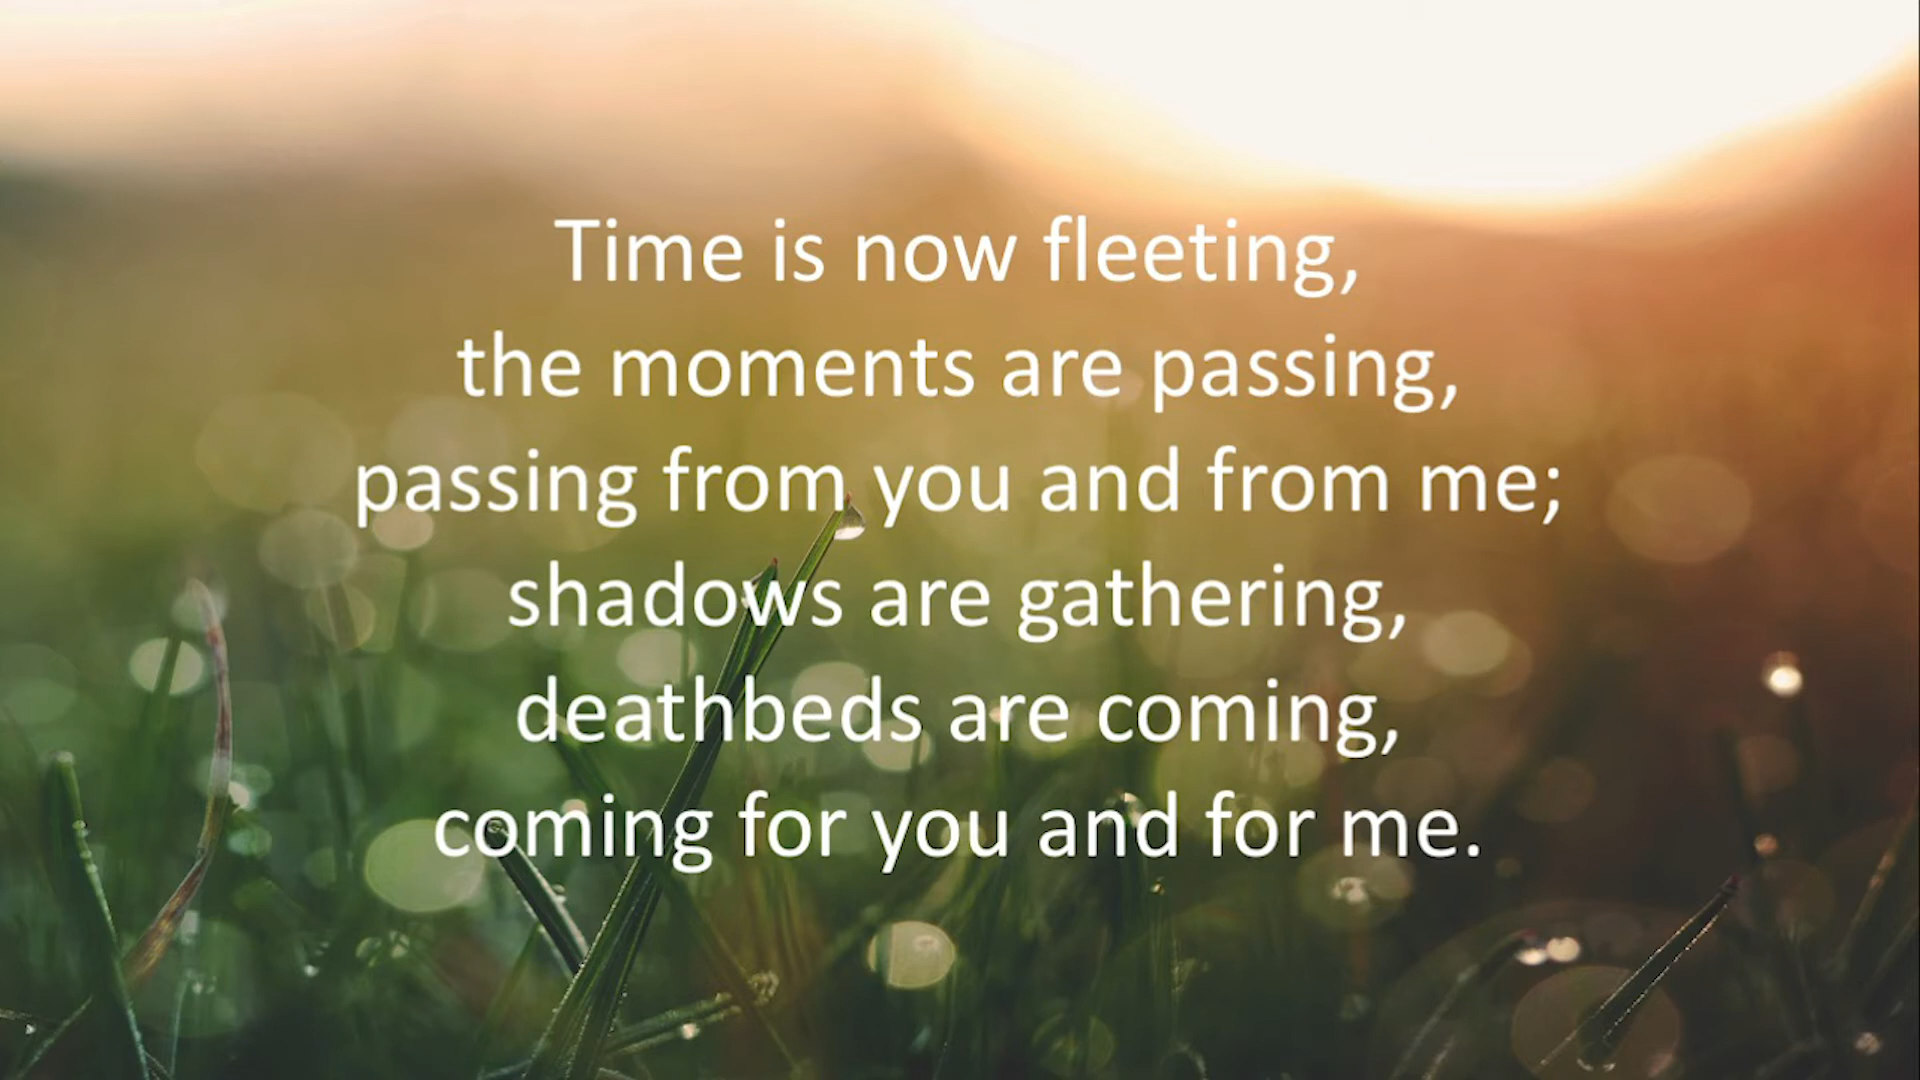 Time is now fleeting,
the moments are passing,
passing from you and from me;
shadows are gathering,
deathbeds are coming,
coming for you and for me.